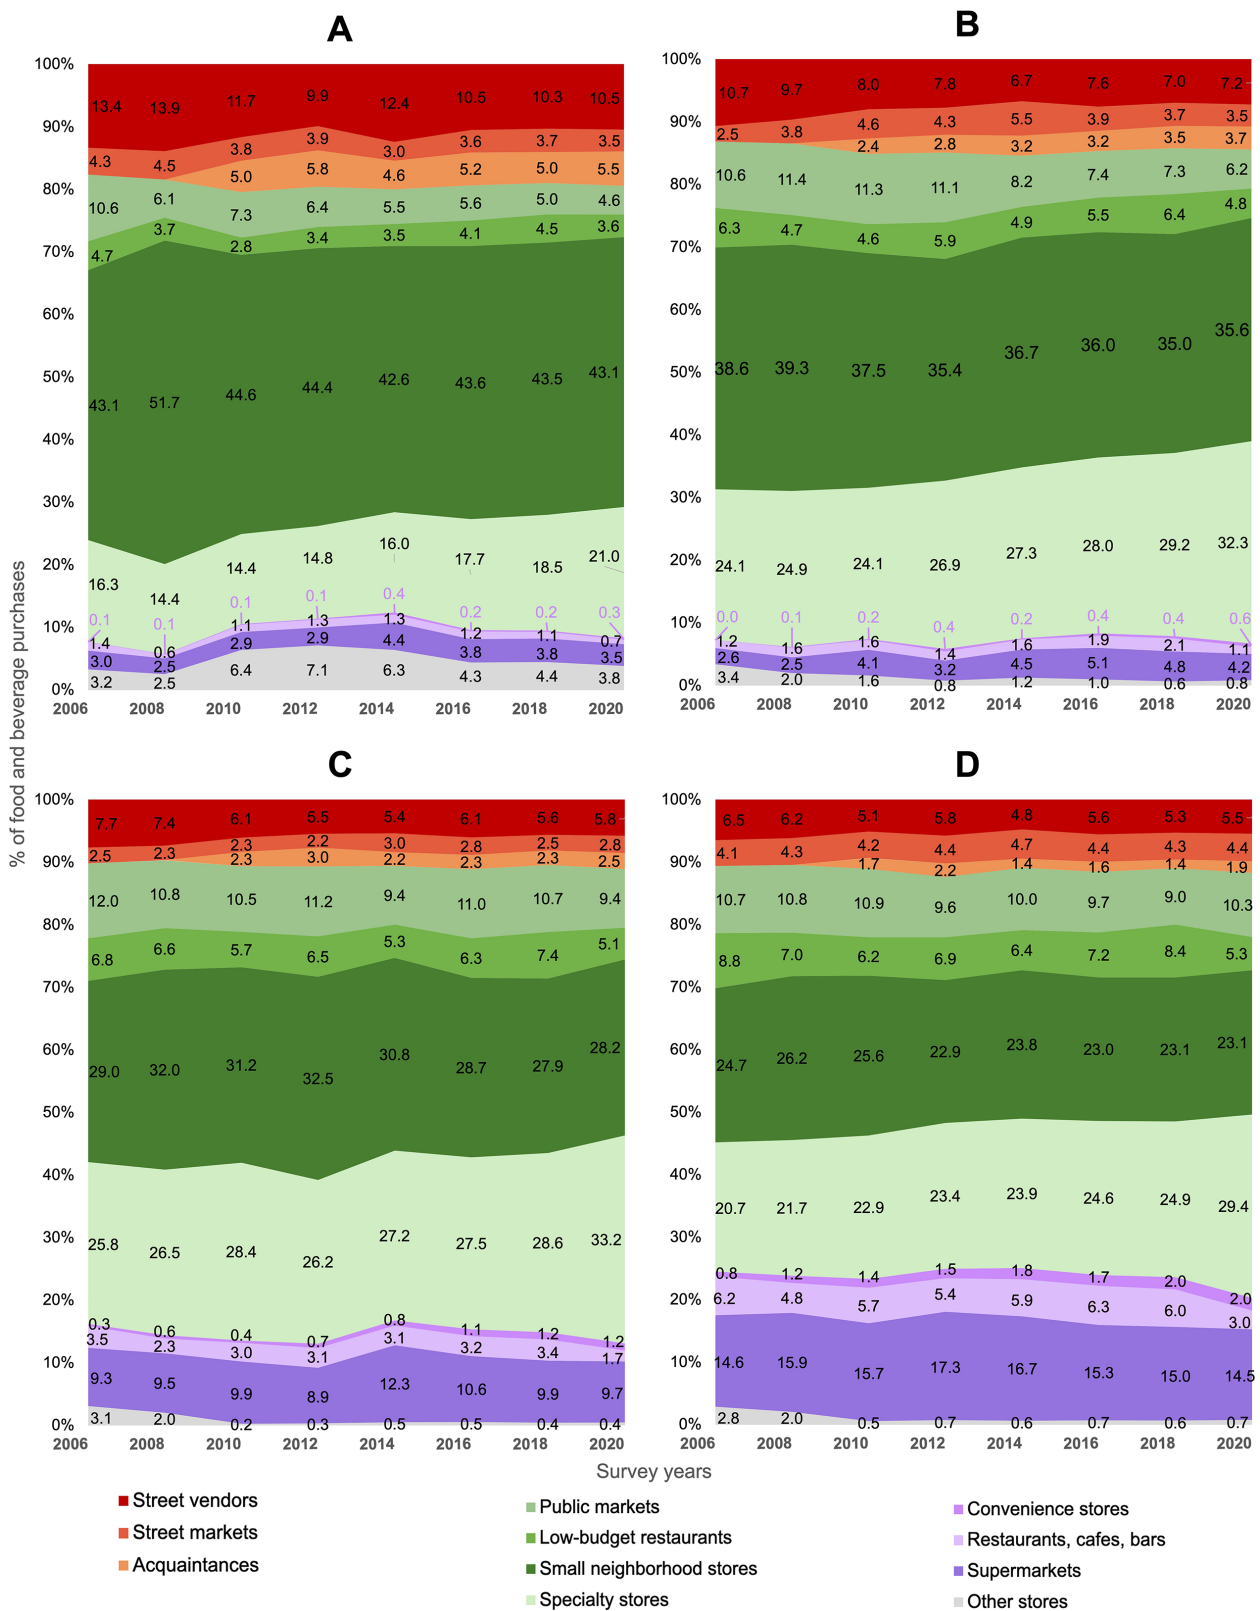 A
B
100%
90%
80%
70%
60%
50%
40%
30%
20%
10%
0%
13.4 13.9 11.7 9.9 12.4 10.5 10.3 10.5
4.3 4.5 3.8 3.9 3.0 3.6 3.7 3.5
5.0 5.8 4.6 5.2 5.0 5.5
10.6 6.1 7.3 6.4 5.5 5.6 5.0 4.6
4.7 3.7 2.8 3.4 3.5 4.1 4.5 3.6
43.1 51.7 44.6 44.4 42.6 43.6 43.5 43.1
16.3 14.4 14.4 14.8 16.0 17.7 18.5 21.0
0.1 0.1 0.1 0.1 0.4 0.2 0.2 0.3
1.4 0.6 1.1 1.3 1.3 1.2 1.1 0.7
3.0 2.5 2.9 2.9 4.4 3.8 3.8 3.5
3.2 2.5 6.4 7.1 6.3 4.3 4.4 3.8
2006 2008 2010 2012 2014 2016 2018 2020
100%
90%
80%
70%
60%
50%
40%
30%
20%
10%
0%
10.7 9.7 8.0 7.8 6.7 7.6 7.0 7.2
2.5 3.8 4.6 4.3 5.5 3.9 3.7 3.5
2.4 2.8 3.2 3.2 3.5 3.7
10.6 11.4 11.3 11.1 8.2 7.4 7.3 6.2
6.3 4.7 4.6 5.9 4.9 5.5 6.4 4.8
38.6 39.3 37.5 35.4 36.7 36.0 35.0 35.6
24.1 24.9 24.1 26.9 27.3 28.0 29.2 32.3
0.0 0.1 0.2 0.4 0.2 0.4 0.4 0.6
1.2 1.6 1.6 1.4 1.6 1.9 2.1 1.1
2.6 2.5 4.1 3.2 4.5 5.1 4.8 4.2
3.4 2.0 1.6 0.8 1.2 1.0 0.6 0.8
2006 2008 2010 2012 2014 2016 2018 2020
% of food and beverage purchases
C
D
100%
90%
80%
70%
60%
50%
40%
30%
20%
10%
0%
7.7 7.4 6.1 5.5 5.4 6.1 5.6 5.8
2.5 2.3 2.3 2.2 3.0 2.8 2.5 2.8
2.3 3.0 2.2 2.3 2.3 2.5
12.0 10.8 10.5 11.2 9.4 11.0 10.7 9.4
6.8 6.6 5.7 6.5 5.3 6.3 7.4 5.1
29.0 32.0 31.2 32.5 30.8 28.7 27.9 28.2
25.8 26.5 28.4 26.2 27.2 27.5 28.6 33.2
0.3 0.6 0.4 0.7 0.8 1.1 1.2 1.2
3.5 2.3 3.0 3.1 3.1 3.2 3.4 1.7
9.3 9.5 9.9 8.9 12.3 10.6 9.9 9.7
3.1 2.0 0.2 0.3 0.5 0.5 0.4 0.4
2006 2008 2010 2012 2014 2016 2018 2020
100%
90%
80%
70%
60%
50%
40%
30%
20%
10%
0%
6.5 6.2 5.1 5.8 4.8 5.6 5.3 5.5
4.1 4.3 4.2 4.4 4.7 4.4 4.3 4.4
1.7 2.2 1.4 1.6 1.4 1.9
10.7 10.8 10.9 9.6 10.0 9.7 9.0 10.3
8.8 7.0 6.2 6.9 6.4 7.2 8.4 5.3
24.7 26.2 25.6 22.9 23.8 23.0 23.1 23.1
20.7 21.7 22.9 23.4 23.9 24.6 24.9 29.4
0.8 1.2 1.4 1.5 1.8 1.7 2.0 2.0
6.2 4.8 5.7 5.4 5.9 6.3 6.0 3.0
14.6 15.9 15.7 17.3 16.7 15.3 15.0 14.5
2.8 2.0 0.5 0.7 0.6 0.7 0.6 0.7
2006 2008 2010 2012 2014 2016 2018 2020
Survey years
Street vendors
Street markets
Acquaintances
Public markets
Low-budget restaurants
Small neighborhood stores
Specialty stores
Convenience stores
Restaurants, cafes, bars
Supermarkets
Other stores